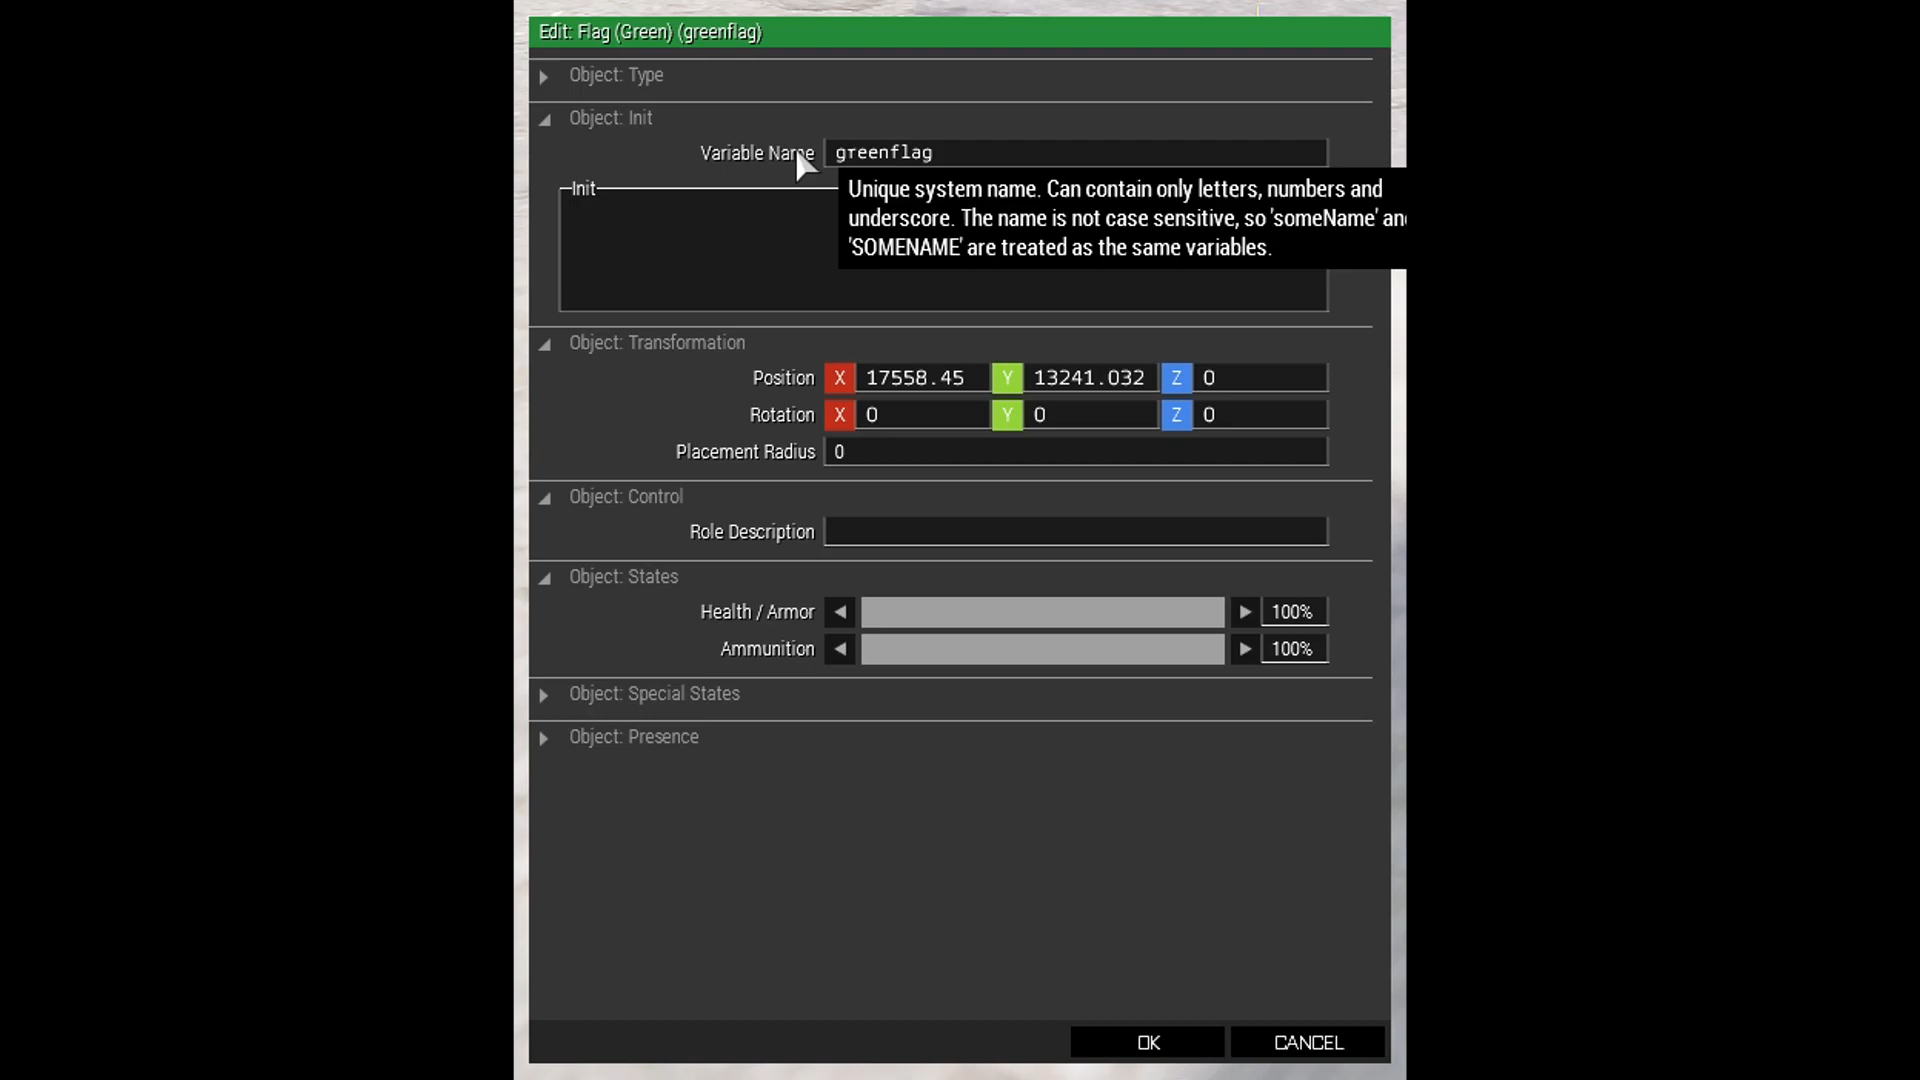 Edit: Flag (Green) (greenflag)
Object: Type
Object: Init
Variable Name greenflag
Init
Unique system name. Can contain only letters, numbers and
underscore. The name is not case sensitive, so 'someName' and
'SOMENAME' are treated as the same variables.
Object: Transformation
Position X 17558.45 Y 13241.032 Z 0
Rotation X 0 Y 0 Z 0
Placement Radius 0
Object: Control
Role Description
Object: States
Health / Armor 100%
Ammunition 100%
Object: Special States
Object: Presence
OK CANCEL